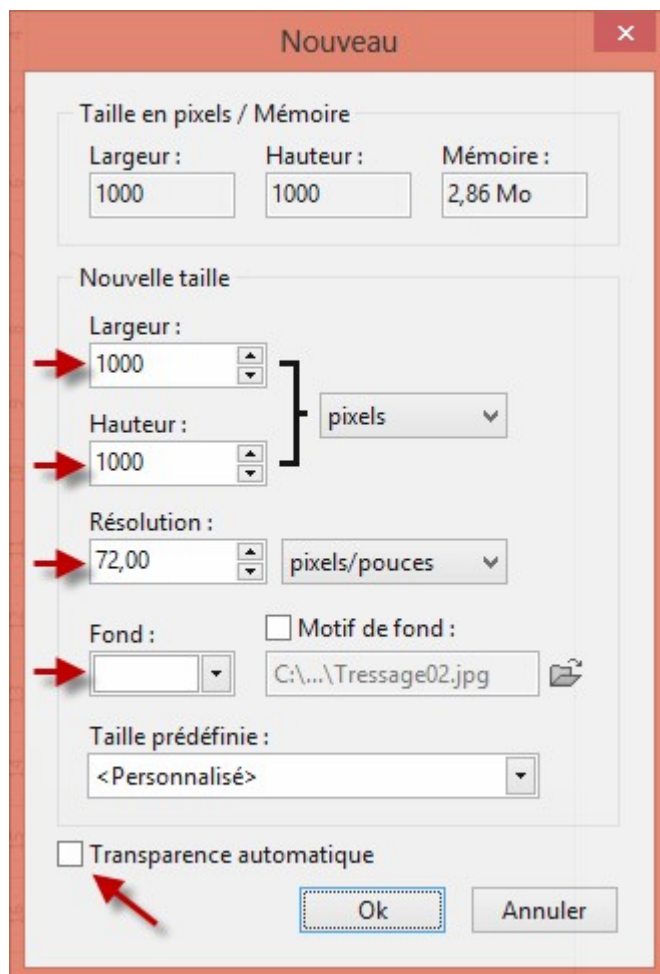 Nouveau
Taille en pixels / Mémoire
Largeur : Hauteur : Mémoire :
1000 1000 2,86 Mo
Nouvelle taille
Largeur :
1000
pixels
Hauteur :
1000
Résolution :
72,00 pixels/pouces
Fond : Motif de fond :
C:\...\Tressage02.jpg
Taille prédéfinie :
<Personnalisé>
Transparence automatique
Ok Annuler